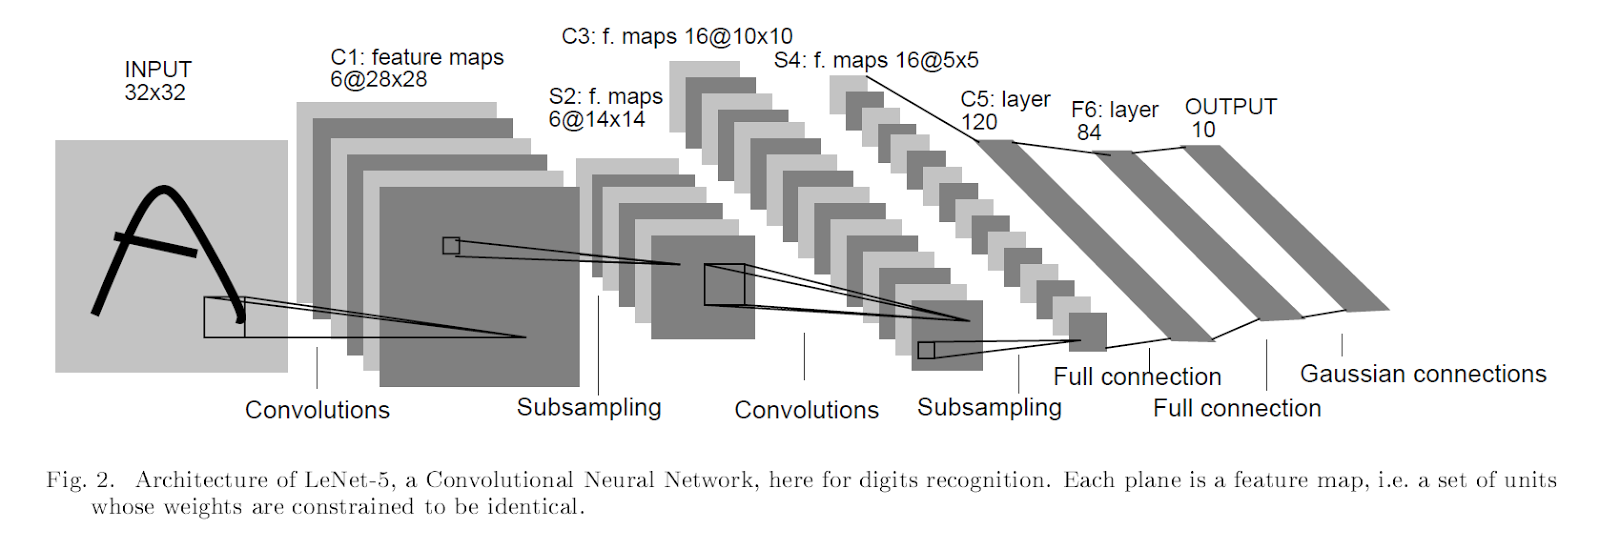 INPUT
32x32
C1: feature maps
6@28x28
S2: f. maps
6@14x14
C3: f. maps 16@10x10
S4: f. maps 16@5x5
C5: layer
120
F6: layer
84
OUTPUT
10
Convolutions
Subsampling
Convolutions
Subsampling
Full connection
Full connection
Gaussian connections
Fig. 2. Architecture of LeNet-5, a Convolutional Neural Network, here for digits recognition. Each plane is a feature map, i.e. a set of units
whose weights are constrained to be identical.